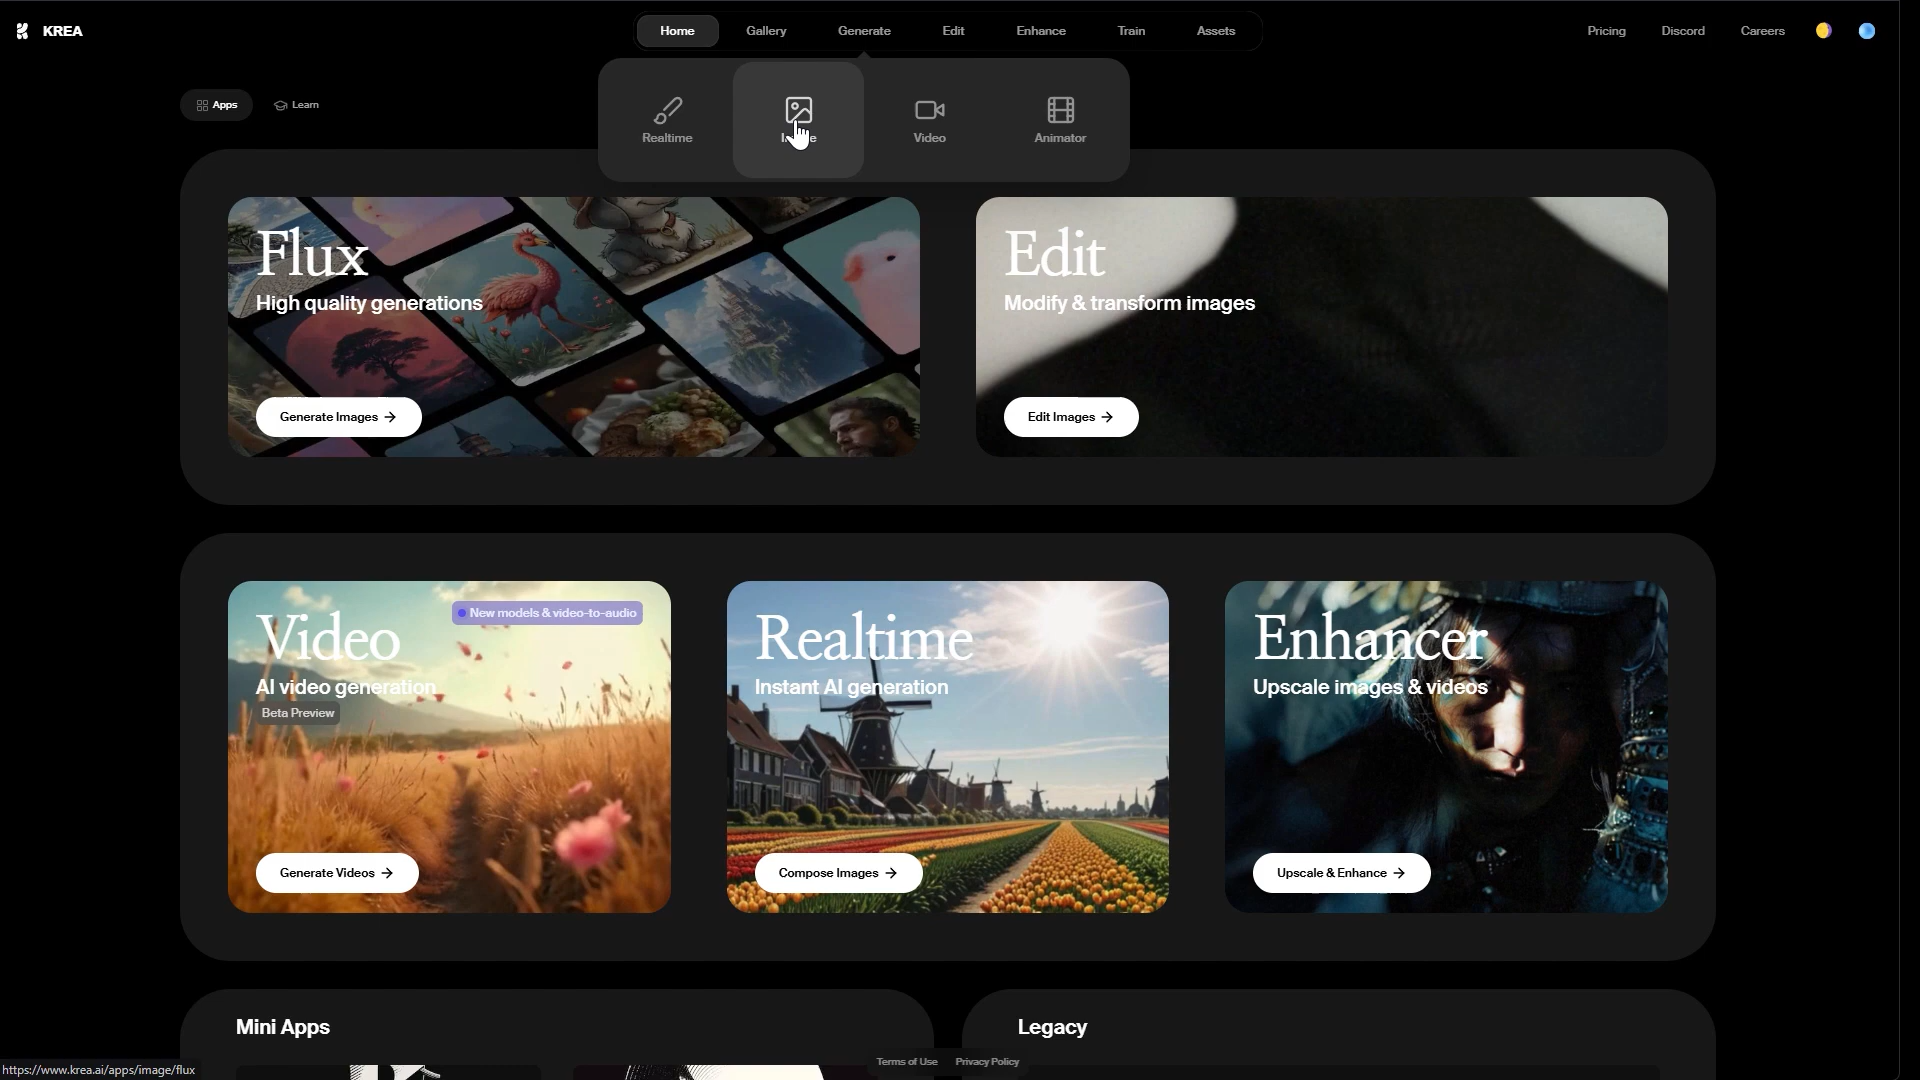 KREA
Home
Gallery
Generate
Edit
Enhance
Train
Assets
Pricing
Discord
Careers
Apps
Learn
Realtime
Video
Animator
Flux
High quality generations
Generate Images →
Edit
Modify & transform images
Edit Images →
Video
New models & video-to-audio
AI video generation
Beta Preview
Generate Videos →
Realtime
Instant AI generation
Compose Images →
Enhancer
Upscale images & videos
Upscale & Enhance →
Mini Apps
Legacy
Terms of Use
Privacy Policy
https://www.krea.ai/apps/image/flux